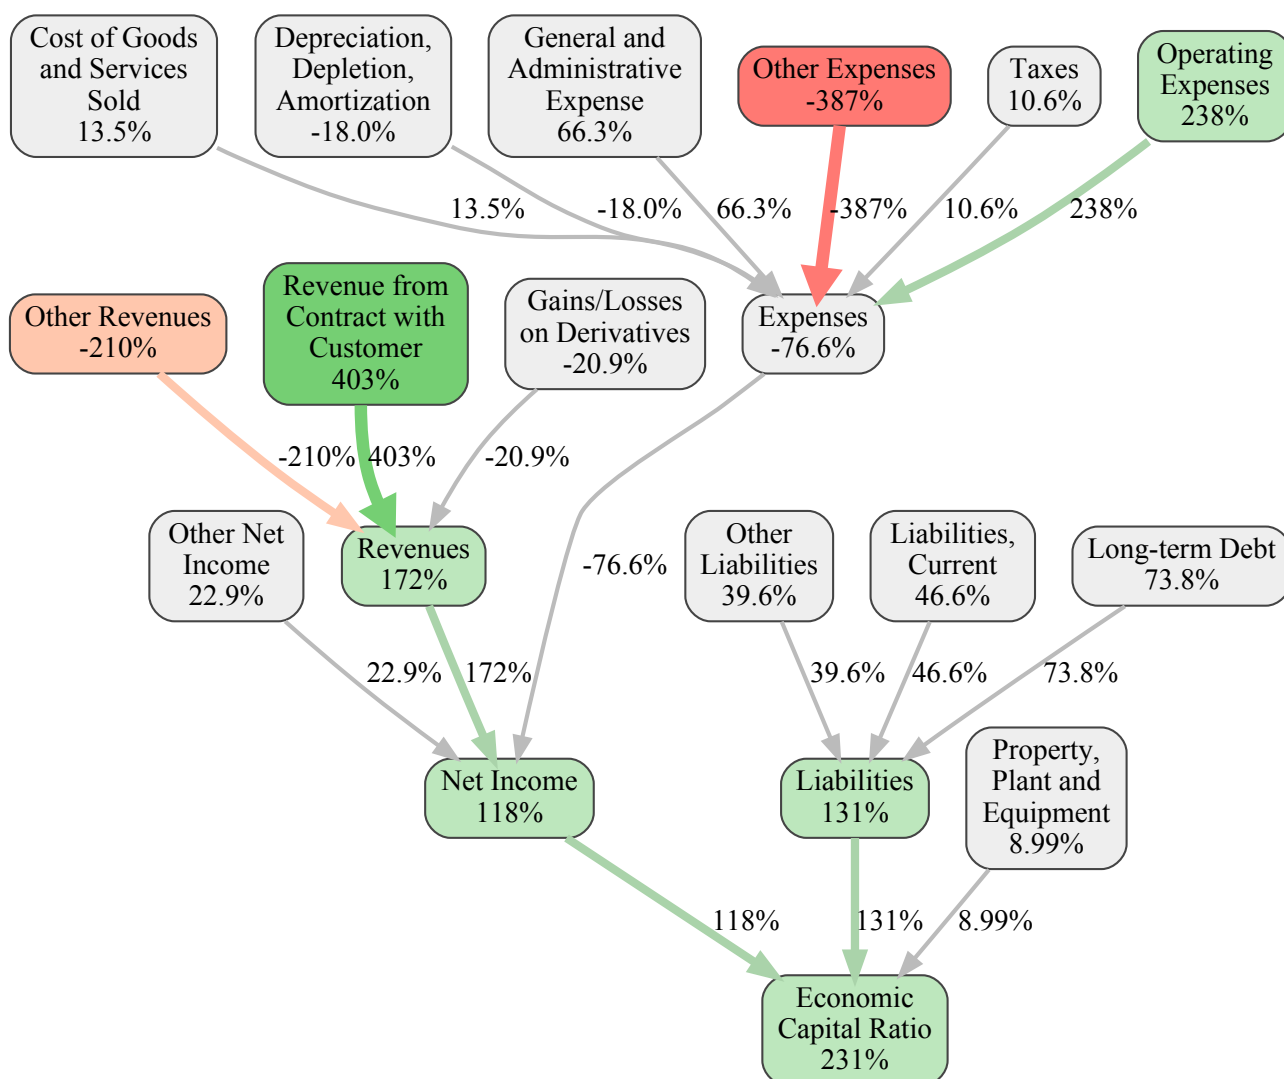 Cost of Goods
and Services
Sold
13.5%
Depreciation,
Depletion,
Amortization
-18.0%
General and
Administrative
Expense
66.3%
Other Expenses
-387%
Taxes
10.6%
Operating
Expenses
238%
13.5%
-18.0%
66.3%
-387%
10.6%
238%
Other Revenues
-210%
Revenue from
Contract with
Customer
403%
Gains/Losses
on Derivatives
-20.9%
Expenses
-76.6%
-210%
403%
-20.9%
-76.6%
Other Net
Income
22.9%
Revenues
172%
Other
Liabilities
39.6%
Liabilities,
Current
46.6%
Long-term Debt
73.8%
22.9%
172%
39.6%
46.6%
73.8%
Net Income
118%
Liabilities
131%
Property,
Plant and
Equipment
8.99%
118%
131%
8.99%
Economic
Capital Ratio
231%